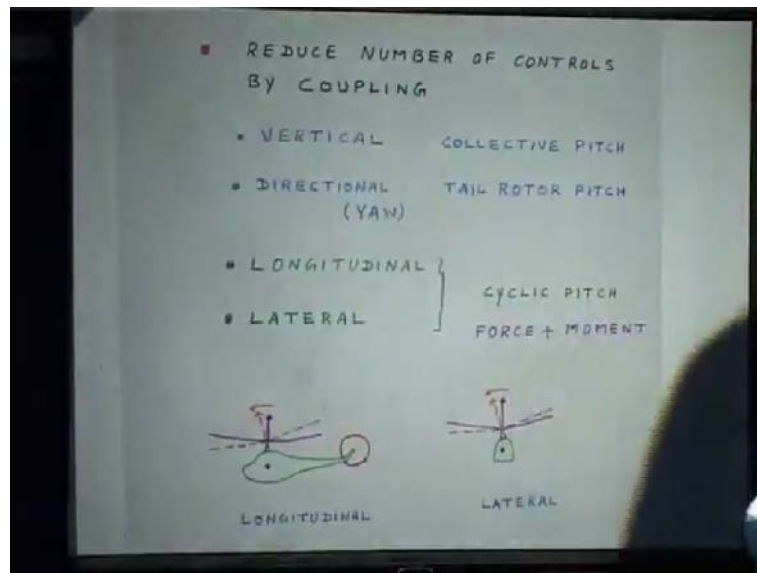 REDUCE NUMBER OF CONTROLS
BY COUPLING
VERTICAL COLLECTIVE PITCH
DIRECTIONAL TAIL ROTOR PITCH
(YAW)
LONGITUDINAL
CYCLIC PITCH
LATERAL
FORCE + MOMENT
LONGITUDINAL
LATERAL